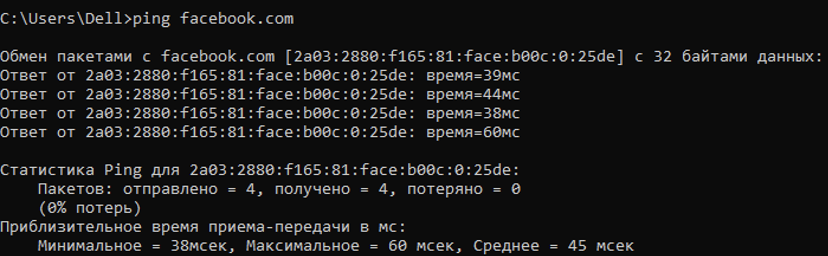 C:\Users\Dell>ping facebook.com
Обмен пакетами с facebook.com [2a03:2880:f165:81:face:b00c:0:25de] с 32 байтами данных:
Ответ от 2a03:2880:f165:81:face:b00c:0:25de: время=39мс
Ответ от 2a03:2880:f165:81:face:b00c:0:25de: время=44мс
Ответ от 2a03:2880:f165:81:face:b00c:0:25de: время=38мс
Ответ от 2a03:2880:f165:81:face:b00c:0:25de: время=60мс
Статистика Ping для 2a03:2880:f165:81:face:b00c:0:25de:
Пакетов: отправлено = 4, получено = 4, потеряно = 0
(0% потерь)
Приблизительное время приема-передачи в мс:
Минимальное = 38мсек, Максимальное = 60 мсек, Среднее = 45 мсек